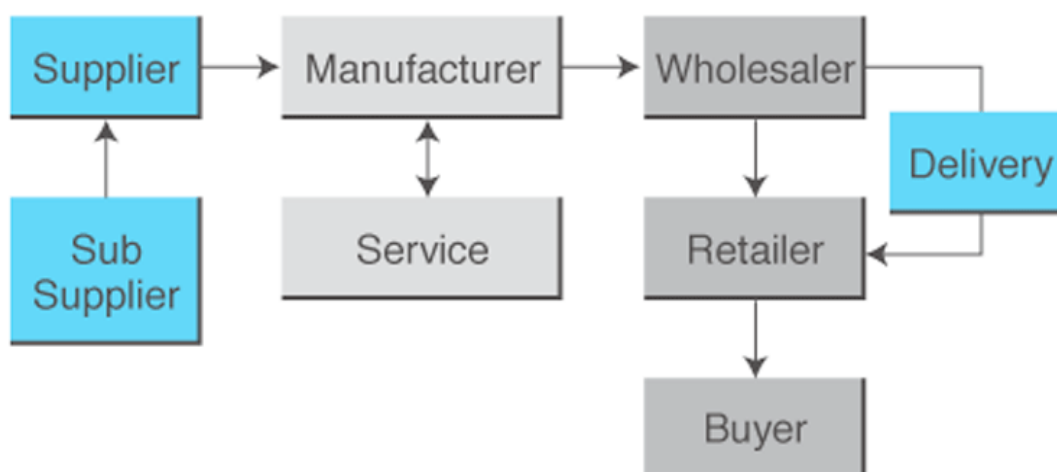 Supplier
Manufacturer
Wholesaler
Delivery
Sub
Supplier
Service
Retailer
Buyer